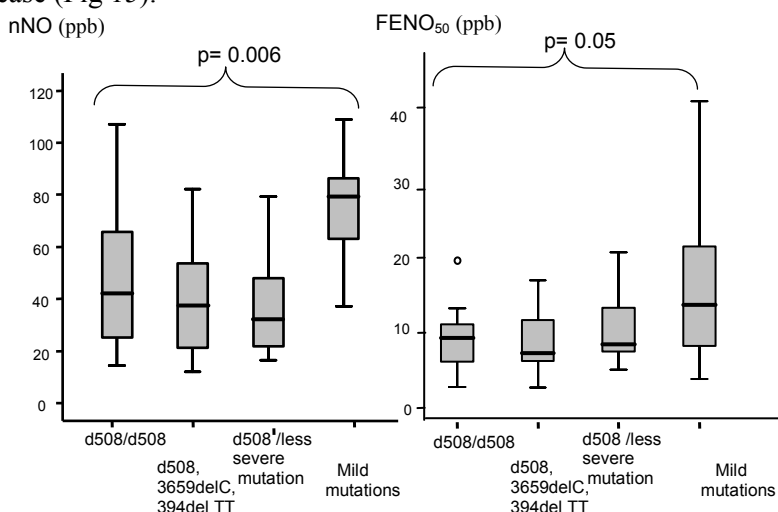 ease (Fig 15).
nNO (ppb)
p= 0.006
120
100
80
60
40
20
0
d508/d508
d508,
3659delC,
394del TT
d508'/less
severe
mutation
Mild
mutations
FENO₅₀ (ppb)
p= 0.05
40
30
20
10
0
d508/d508
d508,
3659delC,
394del TT
d508 /less
severe
mutation
Mild
mutations